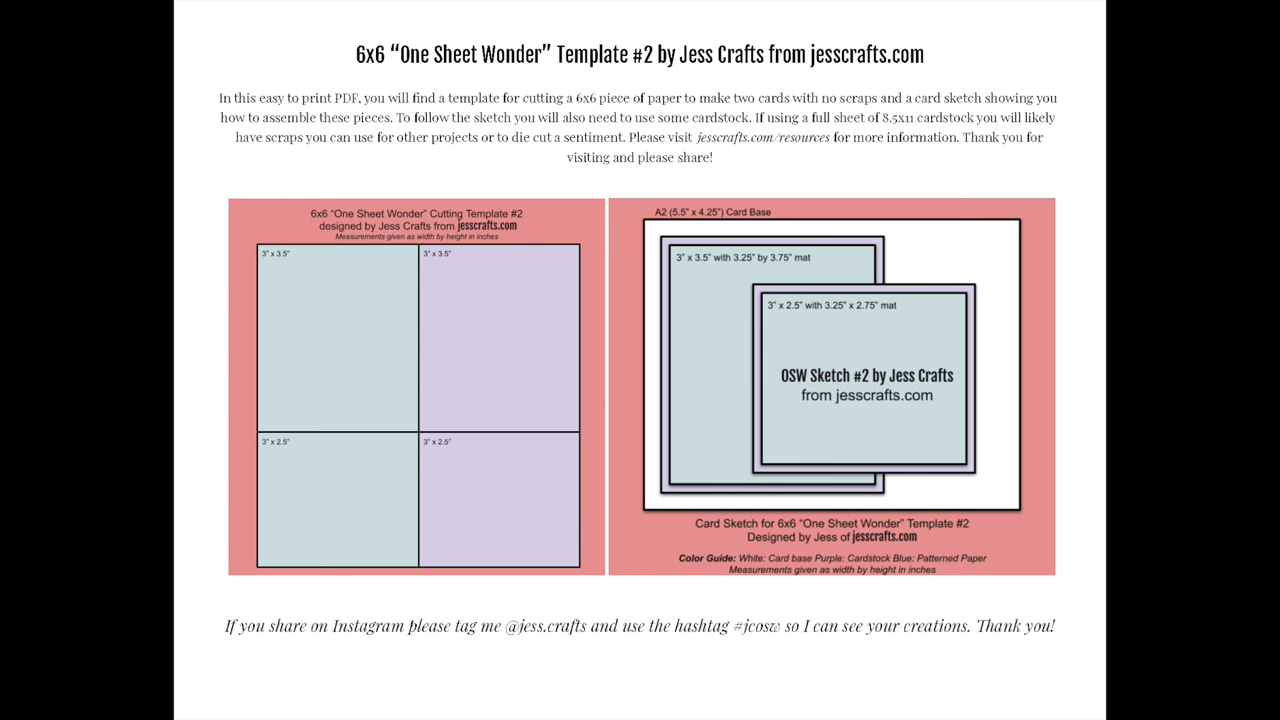 6x6 “One Sheet Wonder” Template #2 by Jess Crafts from jesscrafts.com
In this easy to print PDF, you will find a template for cutting a 6x6 piece of paper to make two cards with no scraps and a card sketch showing you
how to assemble these pieces. To follow the sketch you will also need to use some cardstock. If using a full sheet of 8.5x11 cardstock you will likely
have scraps you can use for other projects or to die cut a sentiment. Please visit jesscrafts.com/resources for more information. Thank you for
visiting and please share!
6x6 “One Sheet Wonder” Cutting Template #2
designed by Jess Crafts from jesscrafts.com
Measurements given as width by height in inches
3” x 3.5”
3” x 3.5”
3” x 2.5”
3” x 2.5”
A2 (5.5” x 4.25”) Card Base
3” x 3.5” with 3.25” by 3.75” mat
3” x 2.5” with 3.25” x 2.75” mat
OSW Sketch #2 by Jess Crafts
from jesscrafts.com
Card Sketch for 6x6 “One Sheet Wonder” Template #2
Designed by Jess of jesscrafts.com
Color Guide: White: Card base Purple: Cardstock Blue: Patterned Paper
Measurements given as width by height in inches
If you share on Instagram please tag me @jess.crafts and use the hashtag #jcosw so I can see your creations. Thank you!